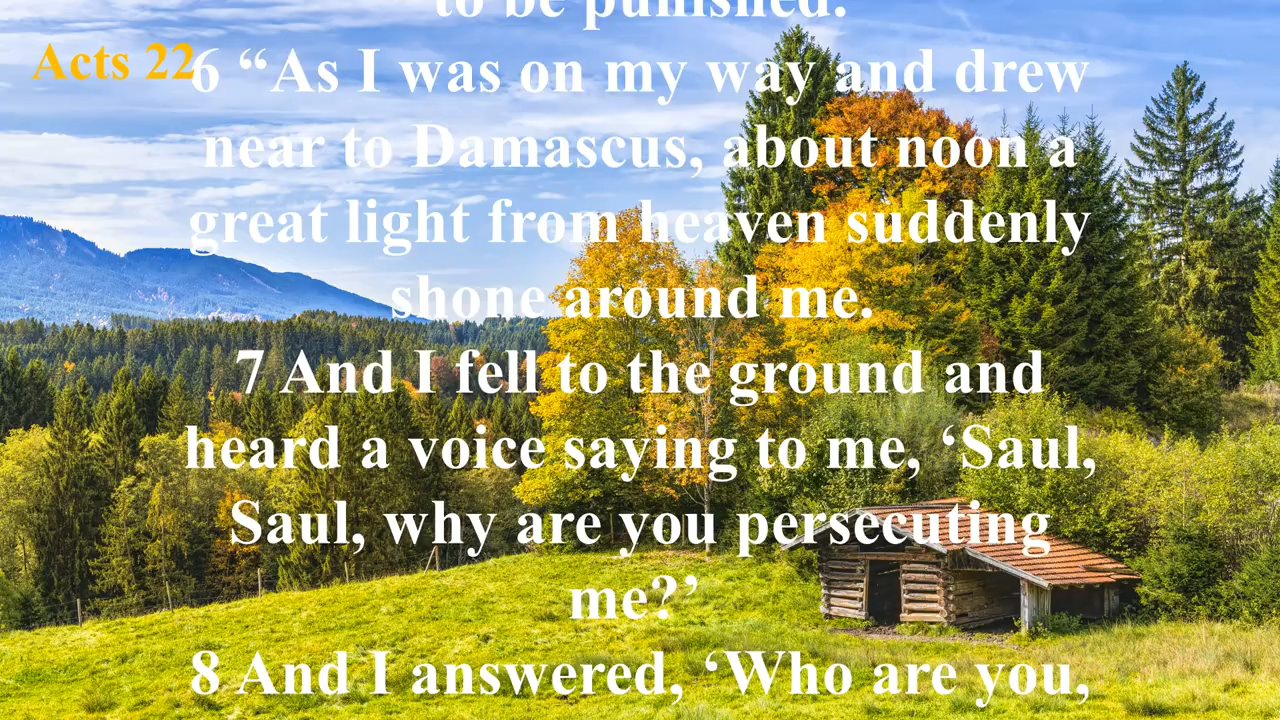 to be punished.
Acts 22
6 “As I was on my way and drew
near to Damascus, about noon a
great light from heaven suddenly
shone around me.
7 And I fell to the ground and
heard a voice saying to me, ‘Saul,
Saul, why are you persecuting
me?’
8 And I answered, ‘Who are you,